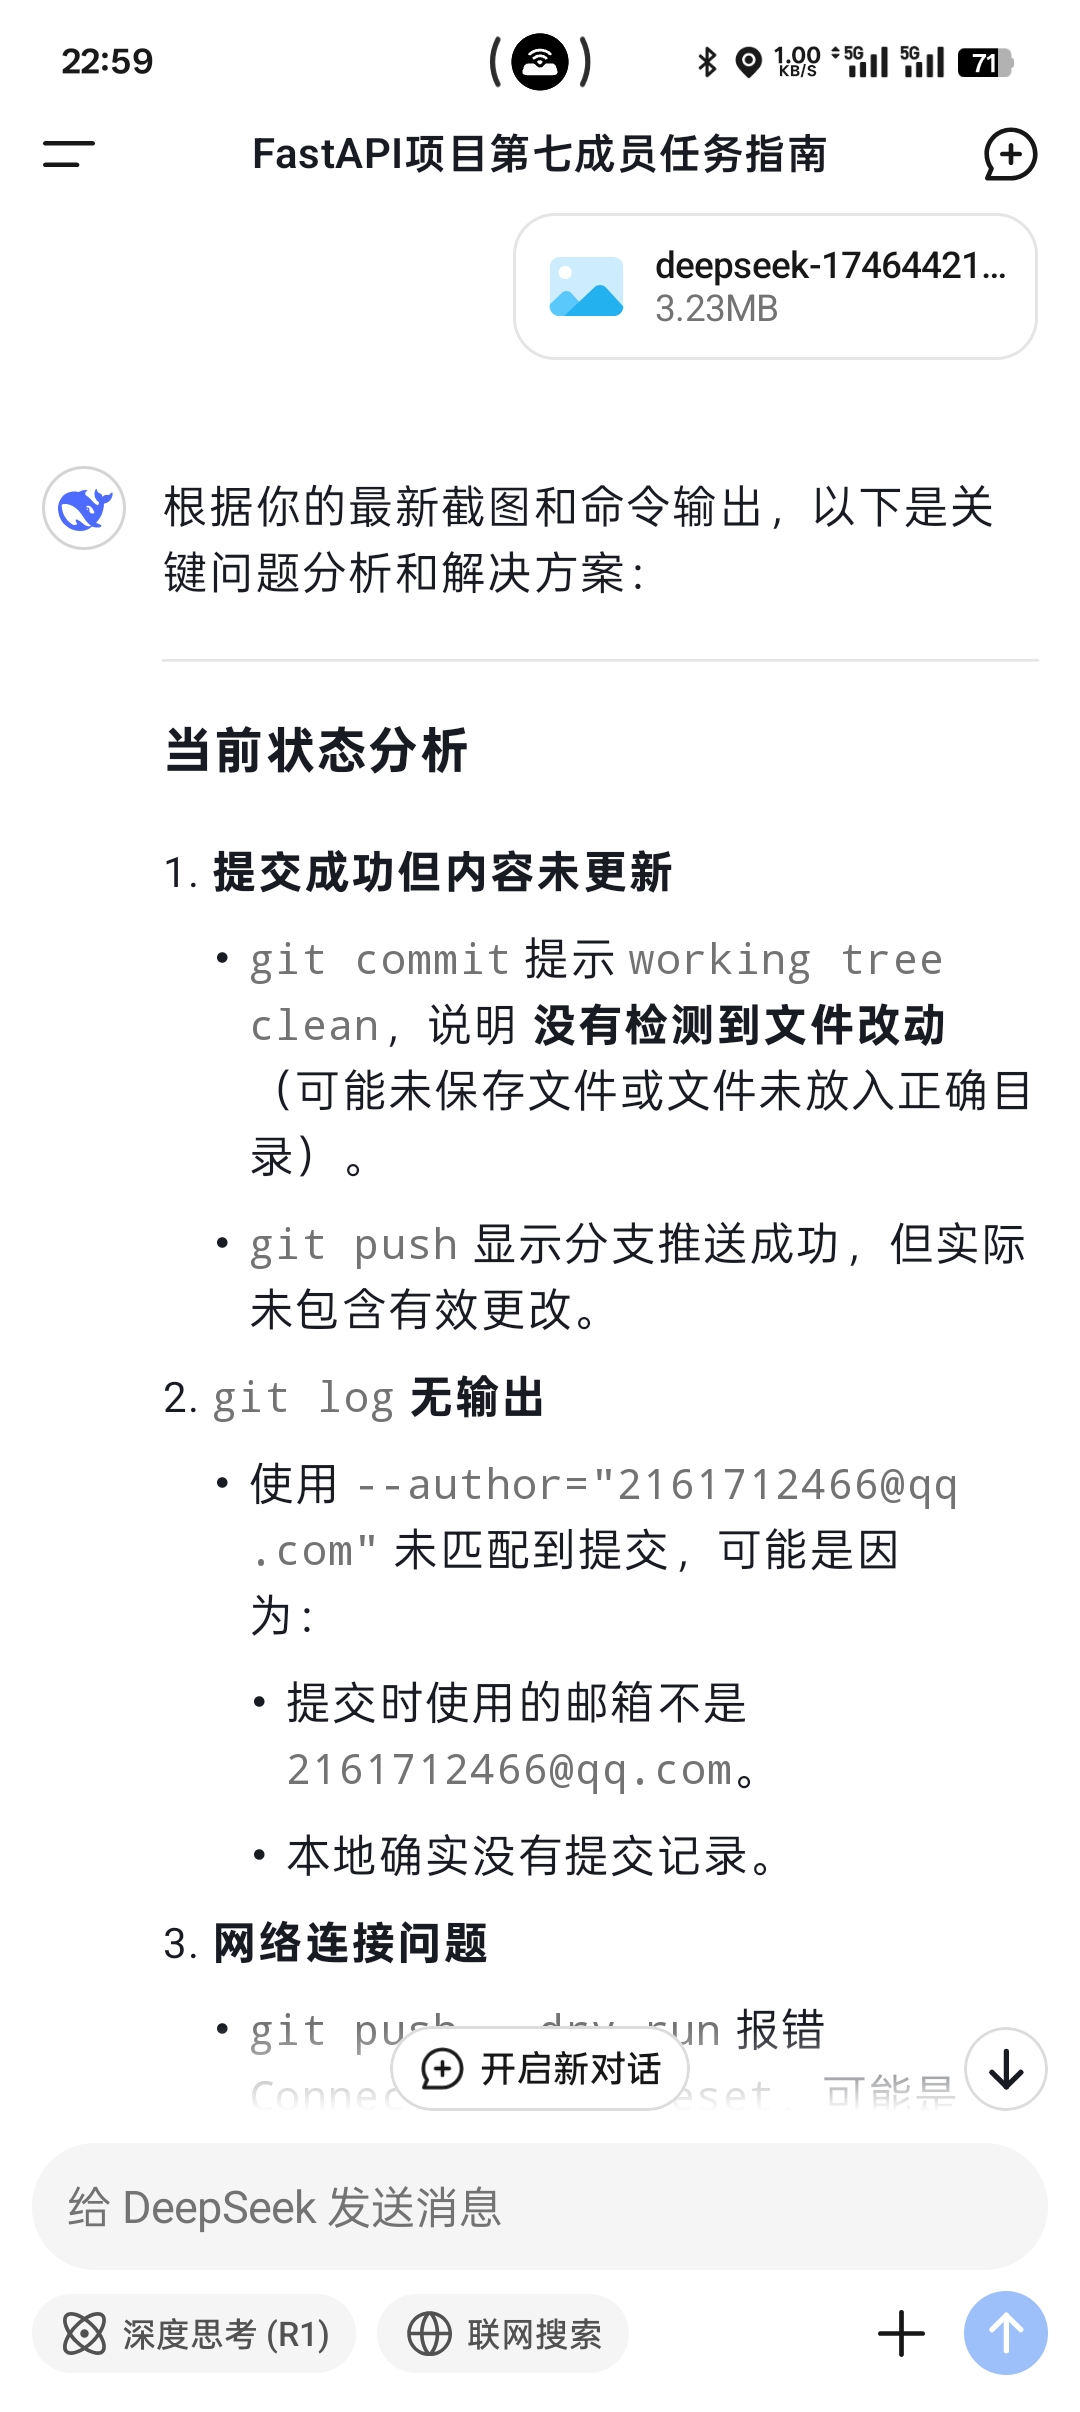 22:59
1.00 KB/S 5G 5G 71
FastAPI项目第七成员任务指南
deepseek-17464421...
3.23MB
根据你的最新截图和命令输出，以下是关
键问题分析和解决方案：
当前状态分析
1. 提交成功但内容未更新
• git commit 提示 working tree
clean，说明 没有检测到文件改动
（可能未保存文件或文件未放入正确目
录）。
• git push 显示分支推送成功，但实际
未包含有效更改。
2. git log 无输出
• 使用 --author="2161712466@qq
.com" 未匹配到提交，可能是因
为：
• 提交时使用的邮箱不是
2161712466@qq.com。
• 本地确实没有提交记录。
3. 网络连接问题
• git push --dry-run 报错
开启新对话
可能是
给 DeepSeek 发送消息
深度思考 (R1)
联网搜索